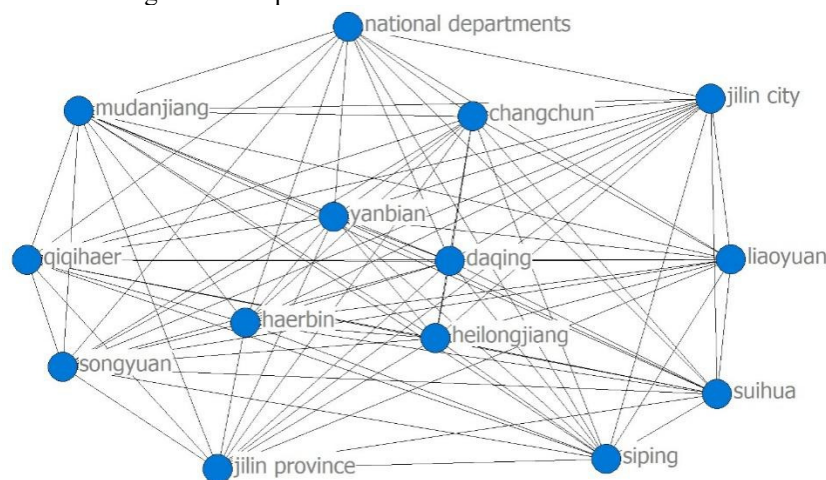 national departments
jilin city
mudanjiang
changchun
yanbian
qiqihaer
daqing
liaoyuan
haerbin
heilongjiang
songyuan
suihua
siping
jilin province